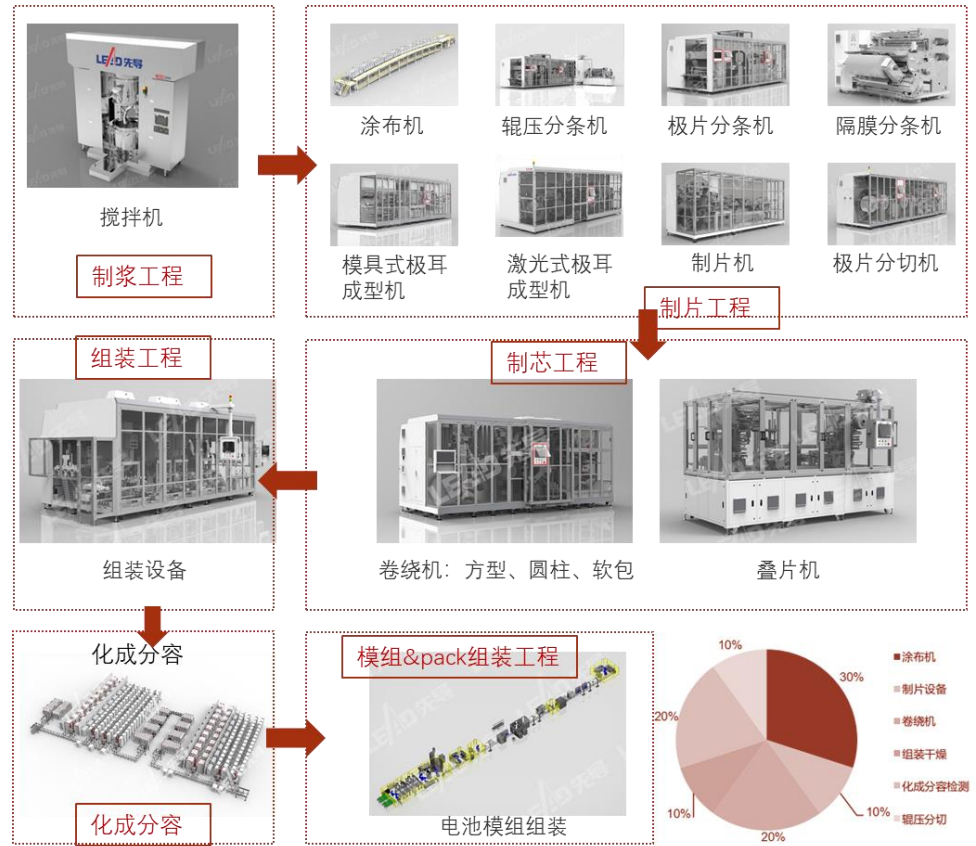 LEAD 先导
搅拌机
制浆工程
涂布机
辊压分条机
极片分条机
隔膜分条机
模具式极耳
成型机
激光式极耳
成型机
制片机
极片分切机
制片工程
组装工程
组装设备
制芯工程
卷绕机：方型、圆柱、软包
叠片机
化成分容
化成分容
模组&pack组装工程
电池模组组装
10%
30%
20%
10%
10%
20%
涂布机
制片设备
卷绕机
组装干燥
化成分容检测
辊压分切